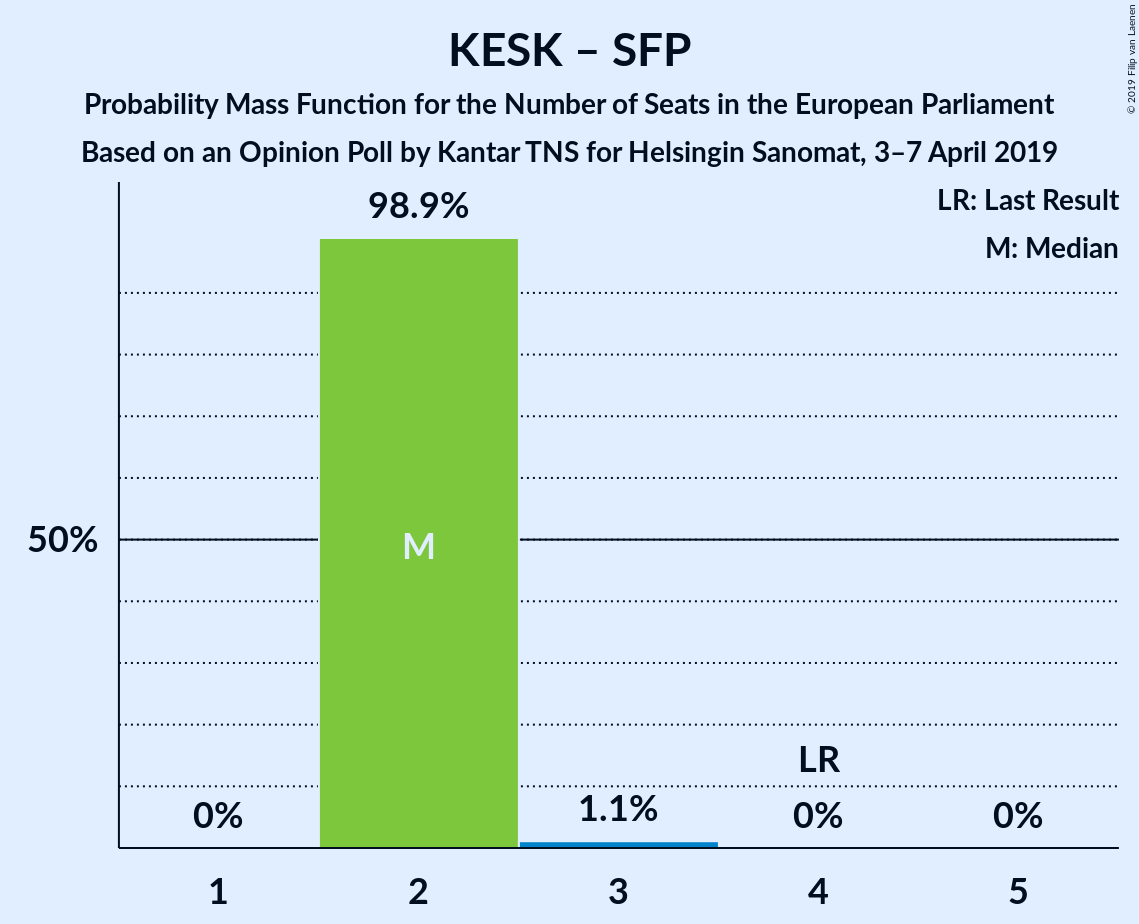 KESK – SFP
Probability Mass Function for the Number of Seats in the European Parliament
Based on an Opinion Poll by Kantar TNS for Helsingin Sanomat, 3–7 April 2019
© 2019 Filip van Laenen
LR: Last Result
M: Median
98.9%
50%
M
LR
0%
1.1%
0%
0%
1
2
3
4
5